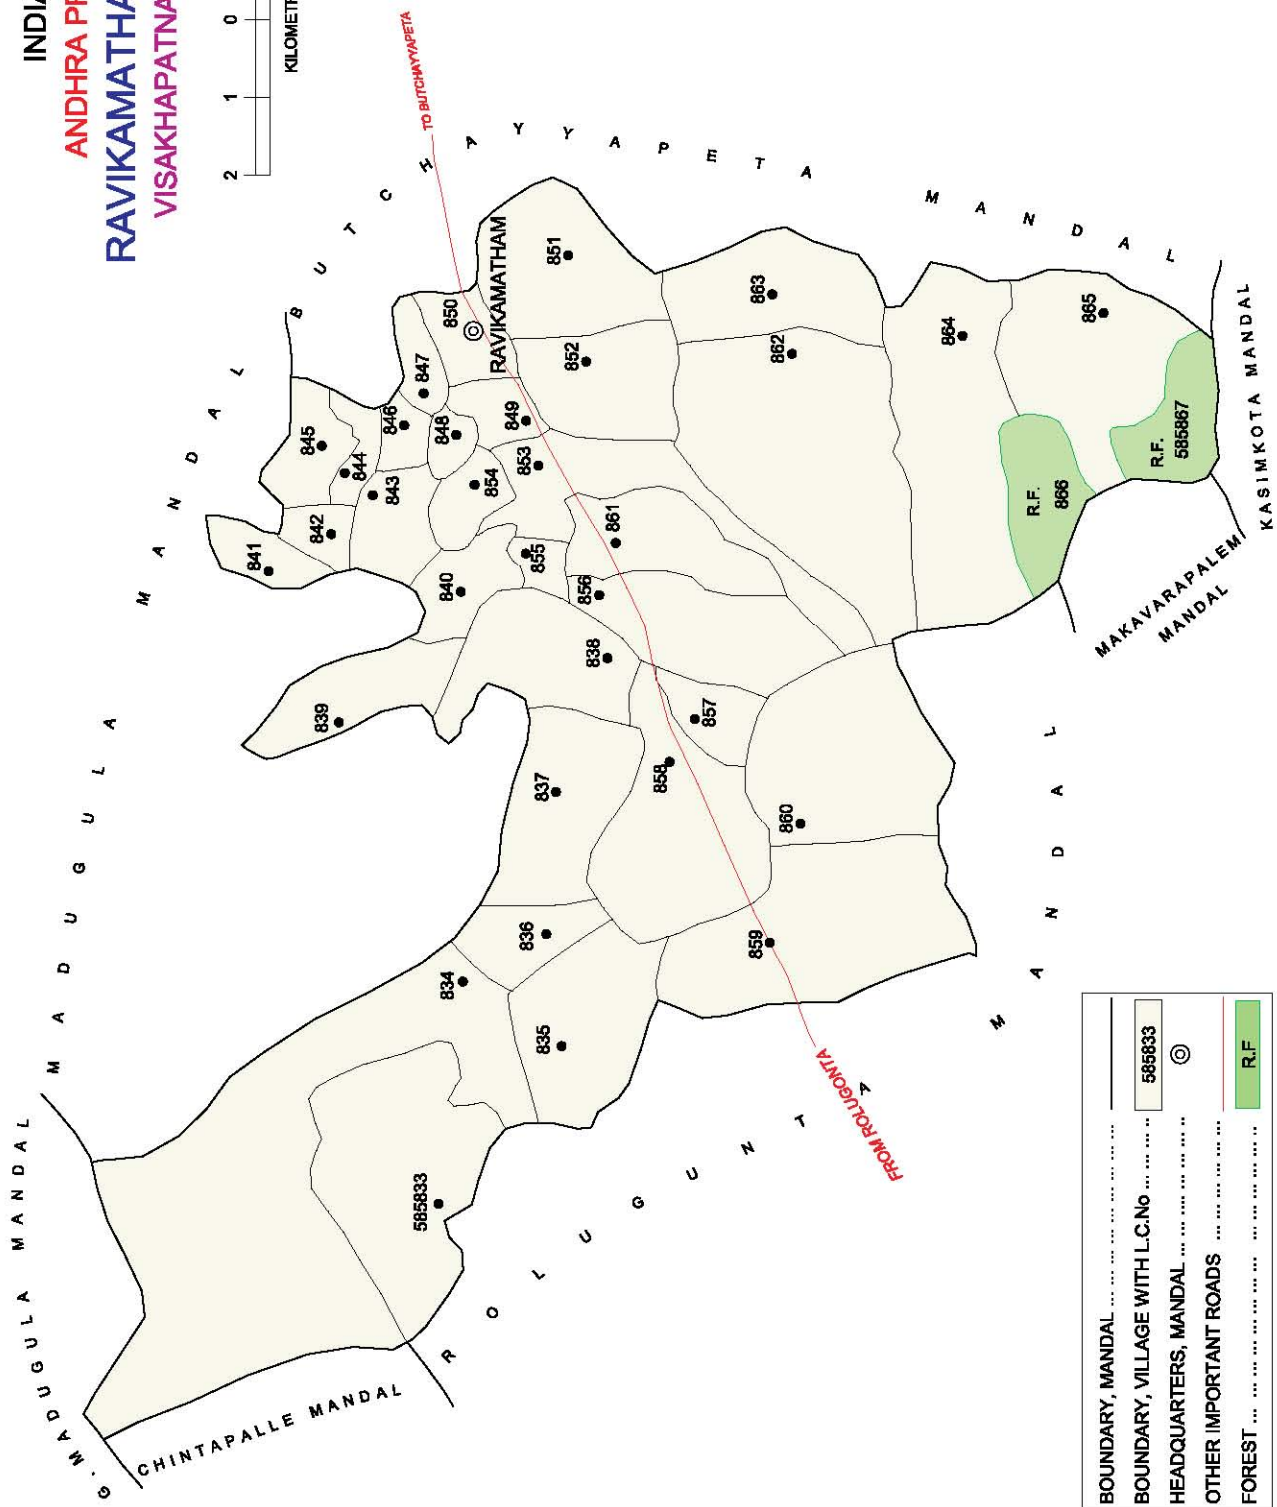 INDIA
ANDHRA PR
RAVIKAMATHA
VISAKHAPATNA
2 1 0
KILOMETR
G. MADUGULA MANDAL
MADUGULA MANDAL
BUTCHAYYAPETA MANDAL
CHINTAPALLE MANDAL
ROLUGUNTA MANDAL
MAKAVARAPALEM
MANDAL
KASIMKOTA MANDAL
TO BUTCHAYYAPETA
FROM ROLUGONTA
RAVIKAMATHAM
585833
834
835
836
837
838
839
840
841
842
843
844
845
846
847
848
849
850
851
852
853
854
855
856
857
858
859
860
861
862
863
864
865
R.F.
866
R.F.
585867
BOUNDARY, MANDAL
BOUNDARY, VILLAGE WITH L.C.No 585833
HEADQUARTERS, MANDAL
OTHER IMPORTANT ROADS
FOREST R.F